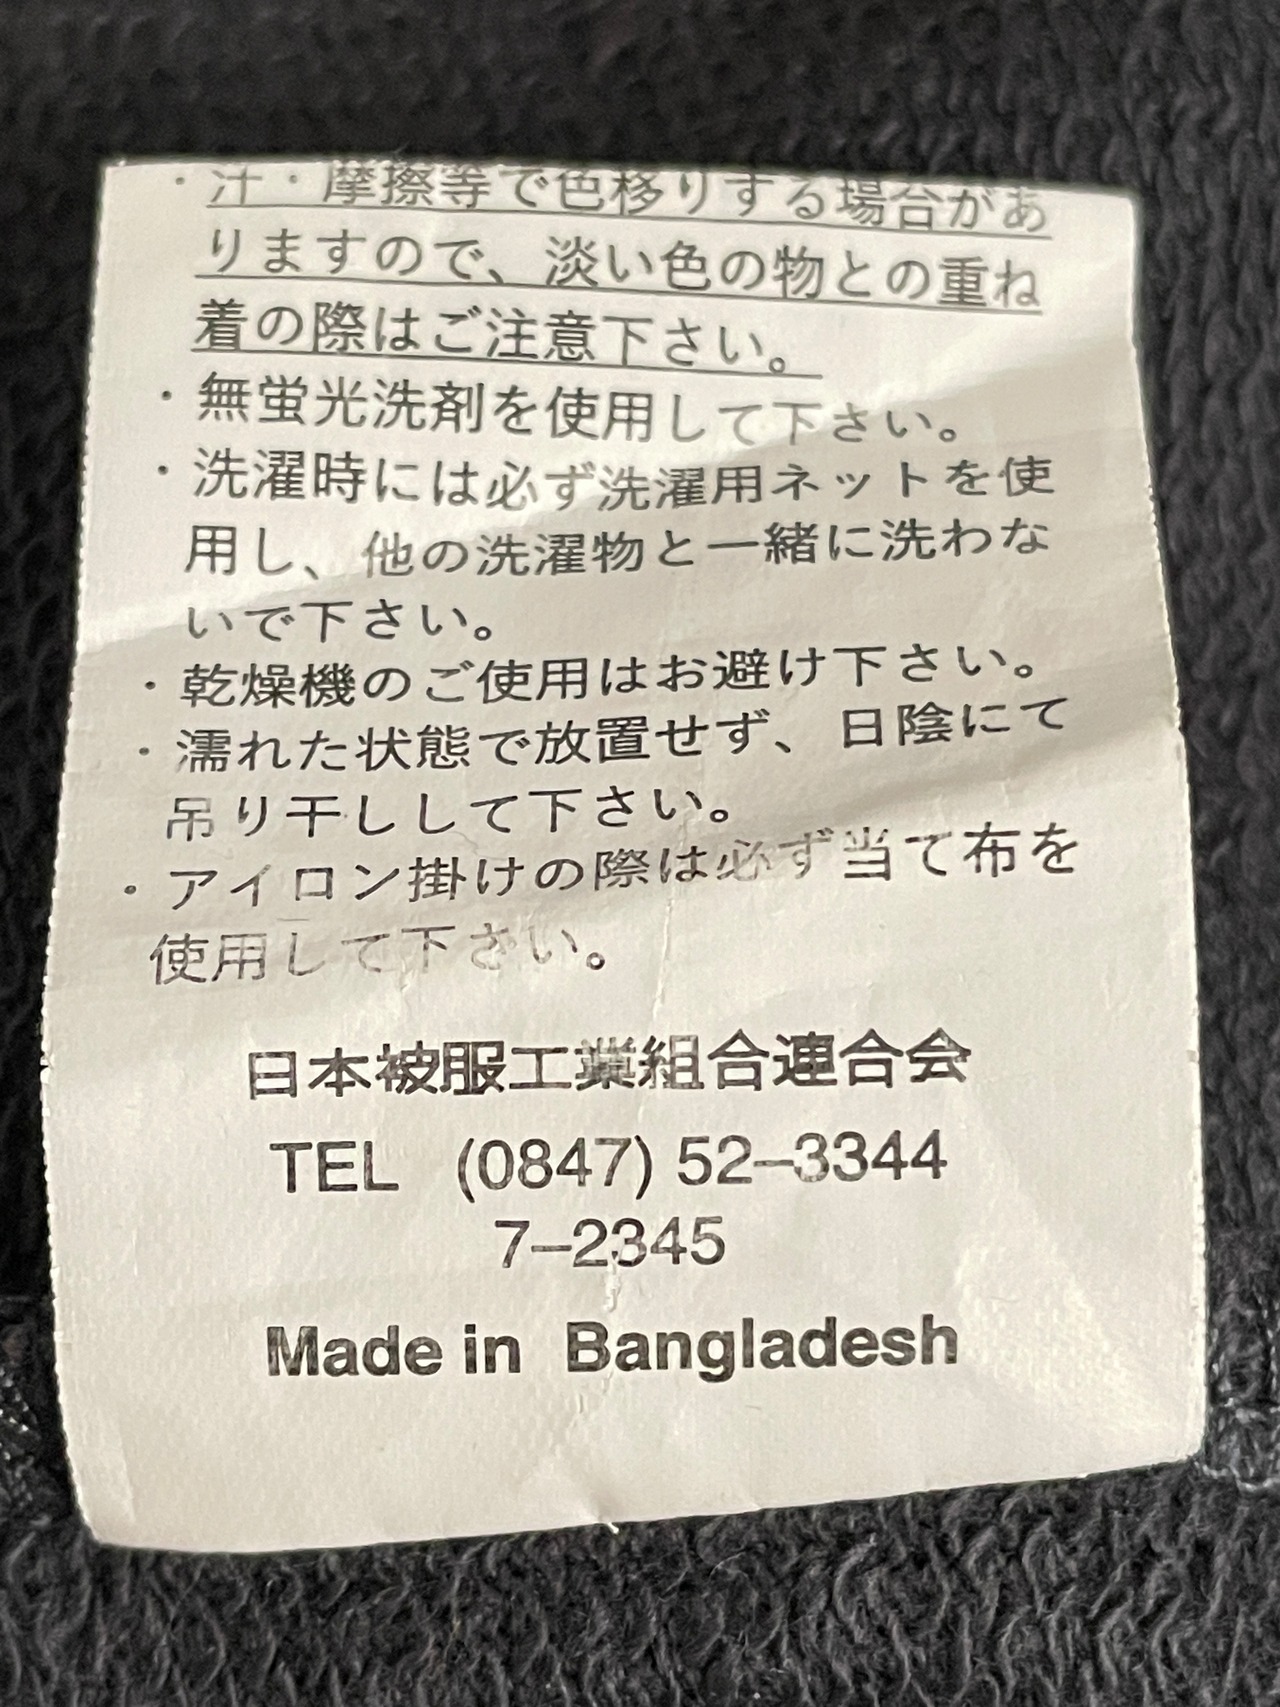 ・汗・摩擦等で色移りする場合があ
りますので、淡い色の物との重ね
着の際はご注意下さい。
・無蛍光洗剤を使用して下さい。
・洗濯時には必ず洗濯用ネットを使
用し、他の洗濯物と一緒に洗わな
いで下さい。
・乾燥機のご使用はお避け下さい。
・濡れた状態で放置せず、日陰にて
吊り干しして下さい。
・アイロン掛けの際は必ず当て布を
使用して下さい。
日本被服工業組合連合会
TEL (0847) 52-3344
7-2345
Made in Bangladesh